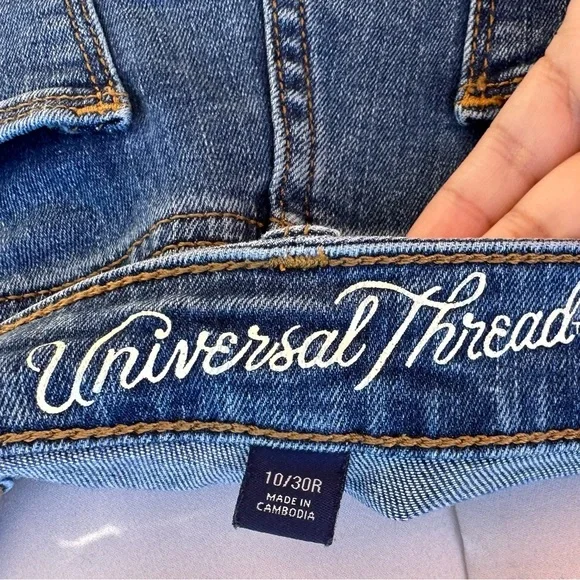 Universal Thread
10/30R
MADE IN
CAMBODIA